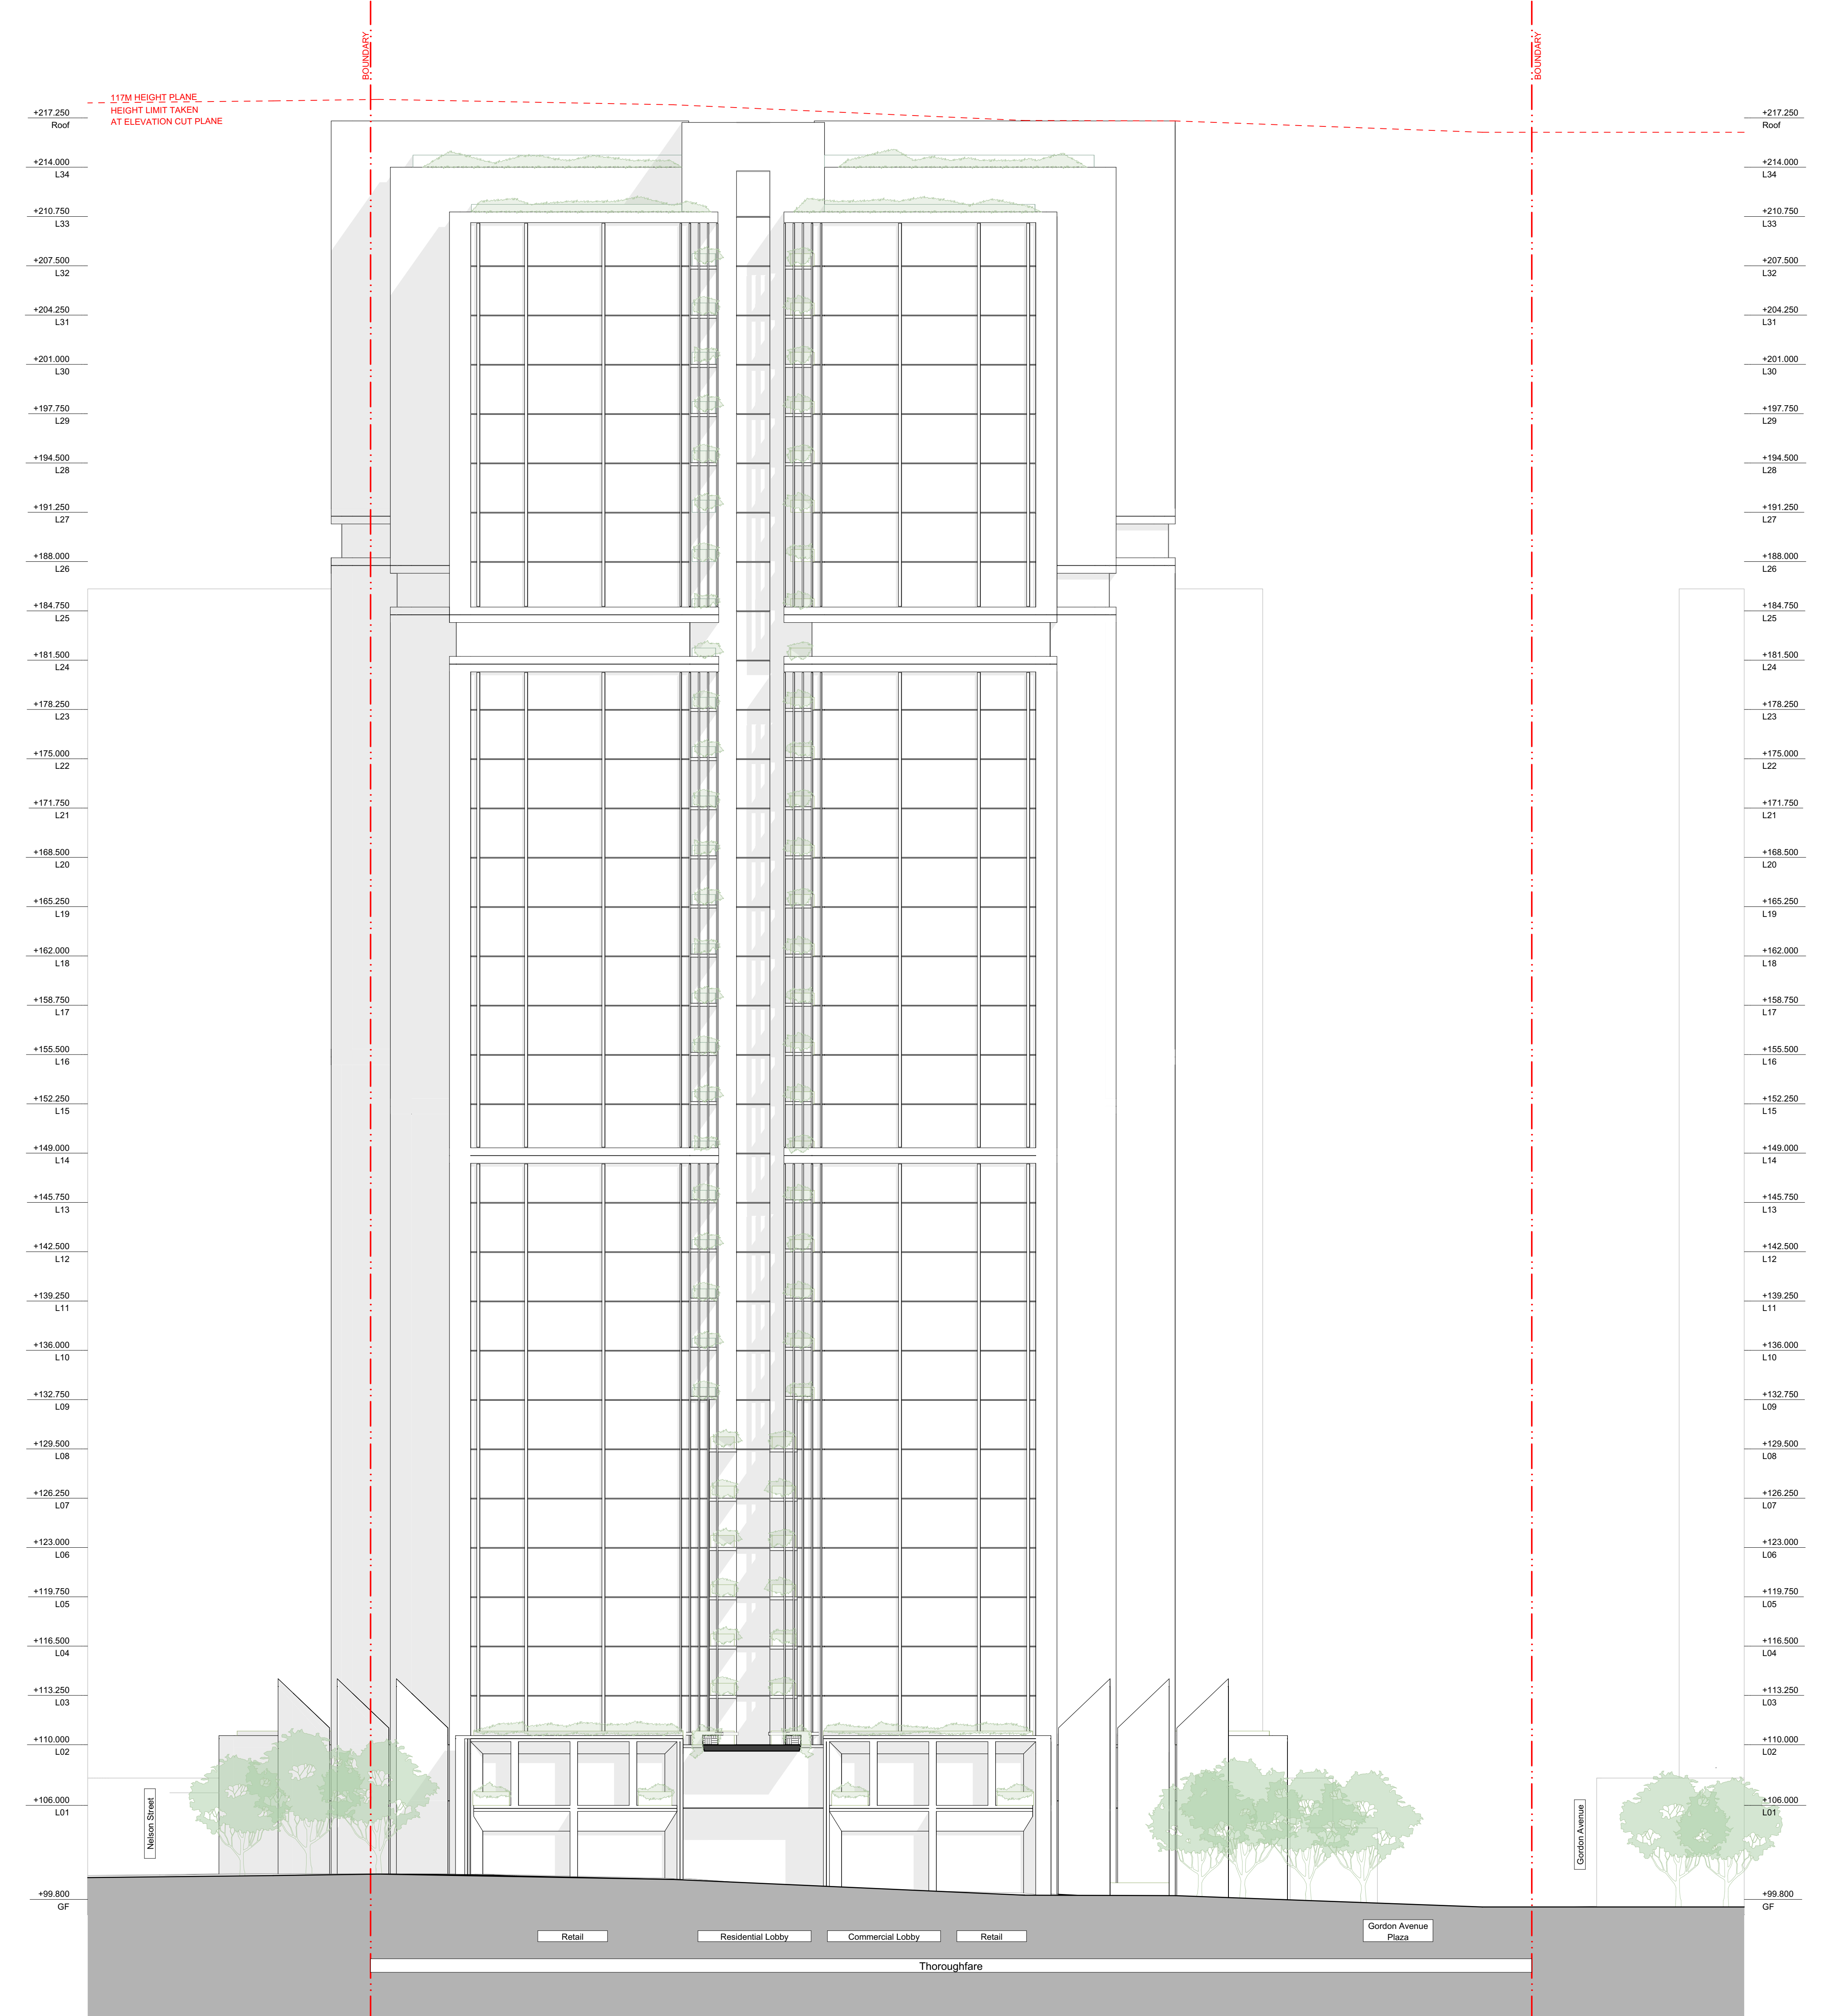 BOUNDARY
BOUNDARY
117M HEIGHT PLANE
HEIGHT LIMIT TAKEN
AT ELEVATION CUT PLANE
+217.250
Roof
+214.000
L34
+210.750
L33
+207.500
L32
+204.250
L31
+201.000
L30
+197.750
L29
+194.500
L28
+191.250
L27
+188.000
L26
+184.750
L25
+181.500
L24
+178.250
L23
+175.000
L22
+171.750
L21
+168.500
L20
+165.250
L19
+162.000
L18
+158.750
L17
+155.500
L16
+152.250
L15
+149.000
L14
+145.750
L13
+142.500
L12
+139.250
L11
+136.000
L10
+132.750
L09
+129.500
L08
+126.250
L07
+123.000
L06
+119.750
L05
+116.500
L04
+113.250
L03
+110.000
L02
+106.000
L01
+99.800
GF
+217.250
Roof
+214.000
L34
+210.750
L33
+207.500
L32
+204.250
L31
+201.000
L30
+197.750
L29
+194.500
L28
+191.250
L27
+188.000
L26
+184.750
L25
+181.500
L24
+178.250
L23
+175.000
L22
+171.750
L21
+168.500
L20
+165.250
L19
+162.000
L18
+158.750
L17
+155.500
L16
+152.250
L15
+149.000
L14
+145.750
L13
+142.500
L12
+139.250
L11
+136.000
L10
+132.750
L09
+129.500
L08
+126.250
L07
+123.000
L06
+119.750
L05
+116.500
L04
+113.250
L03
+110.000
L02
+106.000
L01
+99.800
GF
Nelson Street
Gordon Avenue
Retail
Residential Lobby
Commercial Lobby
Retail
Gordon Avenue
Plaza
Thoroughfare